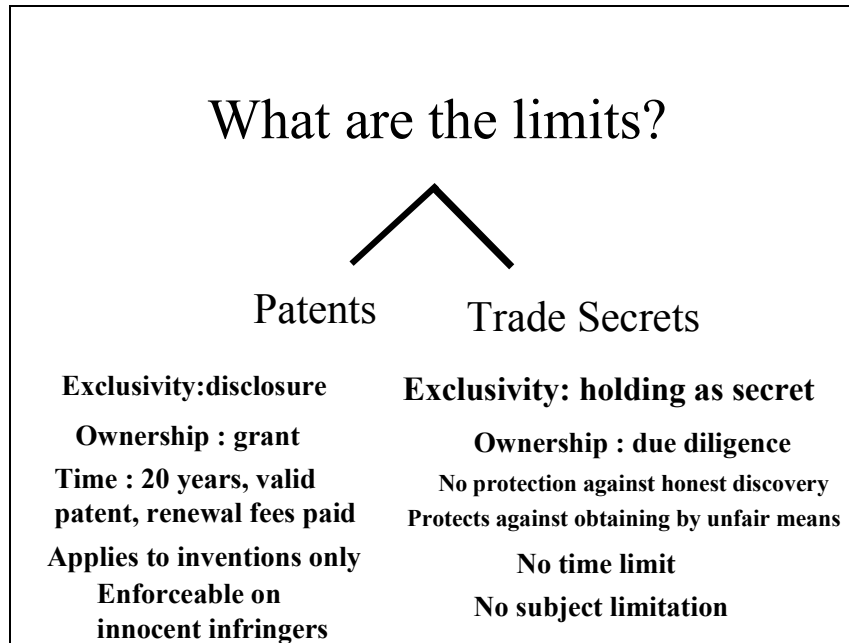 What are the limits?
Patents
Exclusivity:disclosure
Ownership : grant
Time : 20 years, valid
patent, renewal fees paid
Applies to inventions only
Enforceable on
innocent infringers
Trade Secrets
Exclusivity: holding as secret
Ownership : due diligence
No protection against honest discovery
Protects against obtaining by unfair means
No time limit
No subject limitation